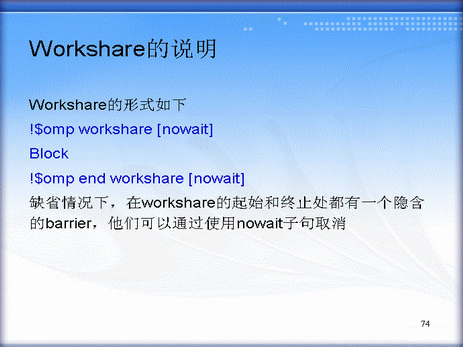 Workshare的说明
Workshare的形式如下
!$omp workshare [nowait]
Block
!$omp end workshare [nowait]
缺省情况下，在workshare的起始和终止处都有一个隐含
的barrier，他们可以通过使用nowait子句取消
74